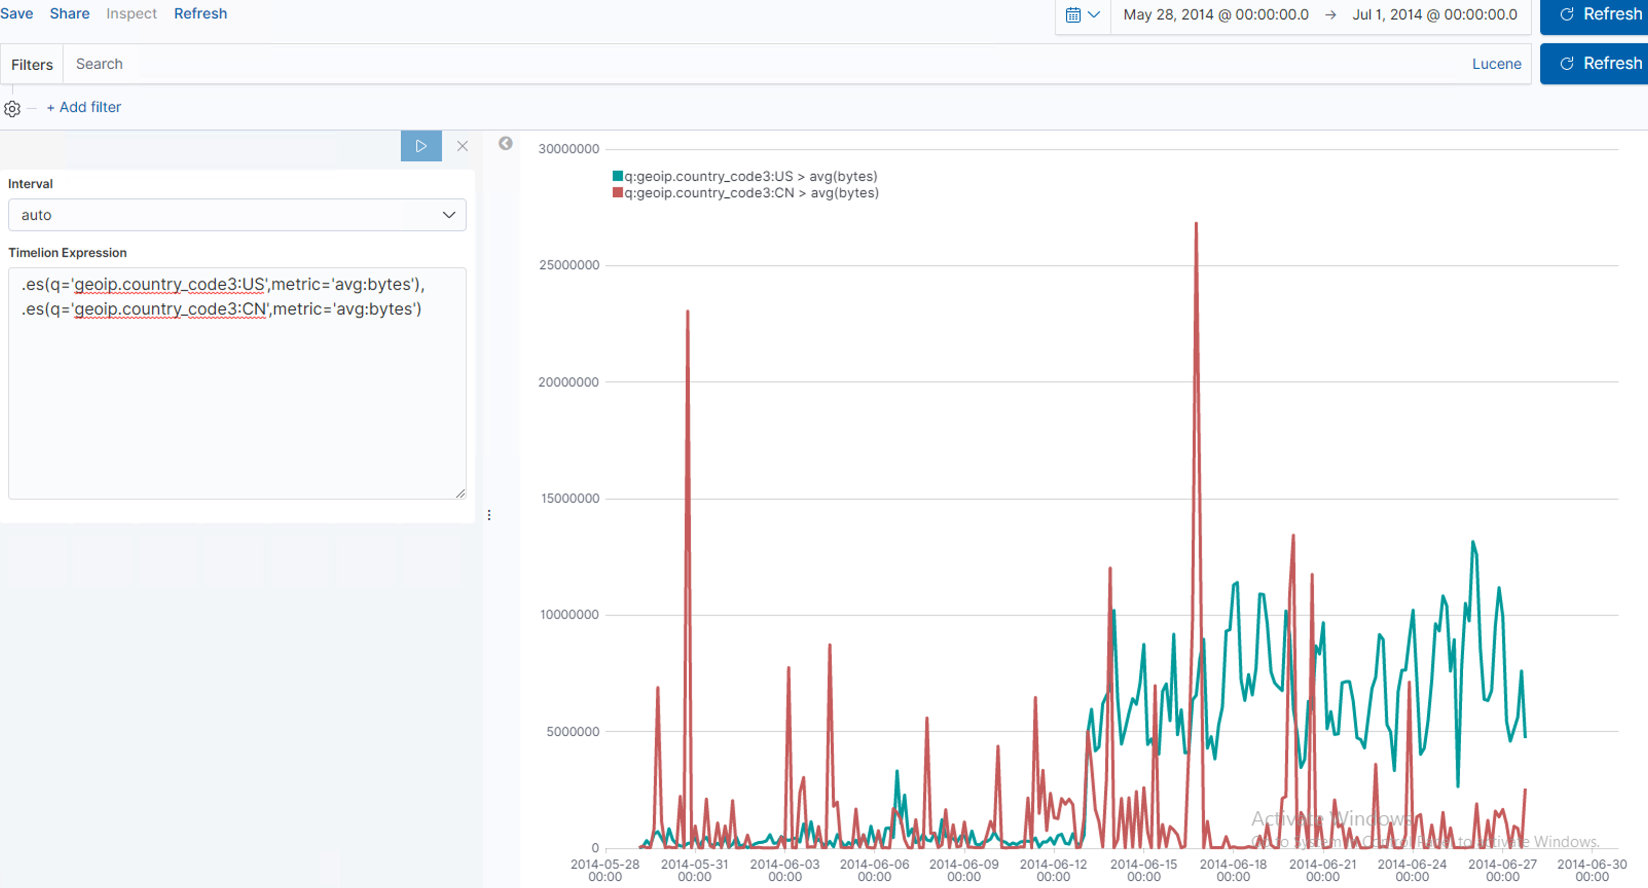 Save Share Inspect Refresh
May 28, 2014 @ 00:00:00.0 → Jul 1, 2014 @ 00:00:00.0
Refresh
Filters Search Lucene
Refresh
+ Add filter
Interval
auto
Timelion Expression
.es(q='geoip.country_code3:US',metric='avg:bytes'),
.es(q='geoip.country_code3:CN',metric='avg:bytes')
30000000
q:geoip.country_code3:US > avg(bytes)
q:geoip.country_code3:CN > avg(bytes)
25000000
20000000
15000000
10000000
5000000
0
Activate Windows
Go to System in Control Panel to activate Windows.
2014-05-28 2014-05-31 2014-06-03 2014-06-06 2014-06-09 2014-06-12 2014-06-15 2014-06-18 2014-06-21 2014-06-24 2014-06-27 2014-06-30
00:00 00:00 00:00 00:00 00:00 00:00 00:00 00:00 00:00 00:00 00:00 00:00